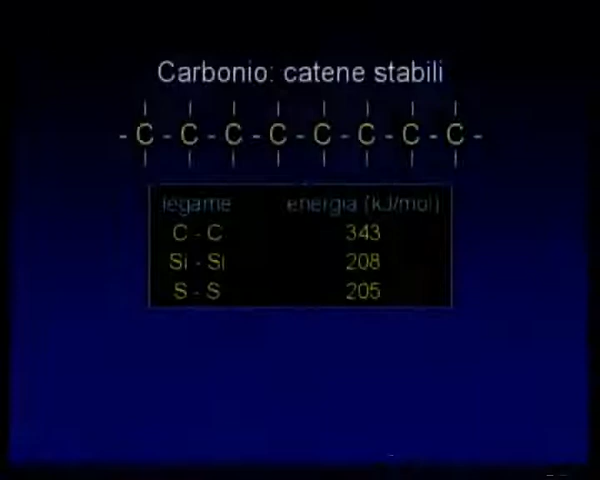 Carbonio: catene stabili
- C - C - C - C - C - C - C - C -
legame energia (kJ/mol)
C - C 343
Si - Si 208
S - S 205